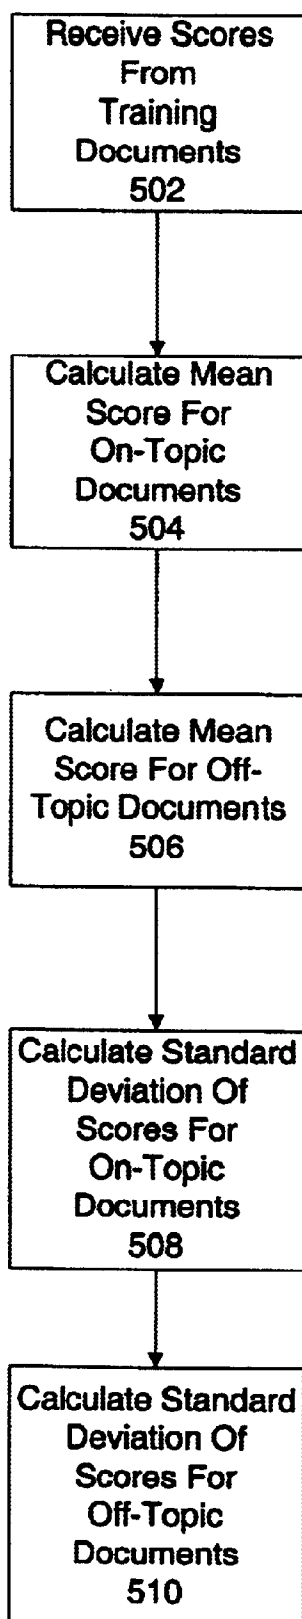 Receive Scores
From
Training
Documents
502
Calculate Mean
Score For
On-Topic
Documents
504
Calculate Mean
Score For Off-
Topic Documents
506
Calculate Standard
Deviation Of
Scores For
On-Topic
Documents
508
Calculate Standard
Deviation Of
Scores For
Off-Topic
Documents
510